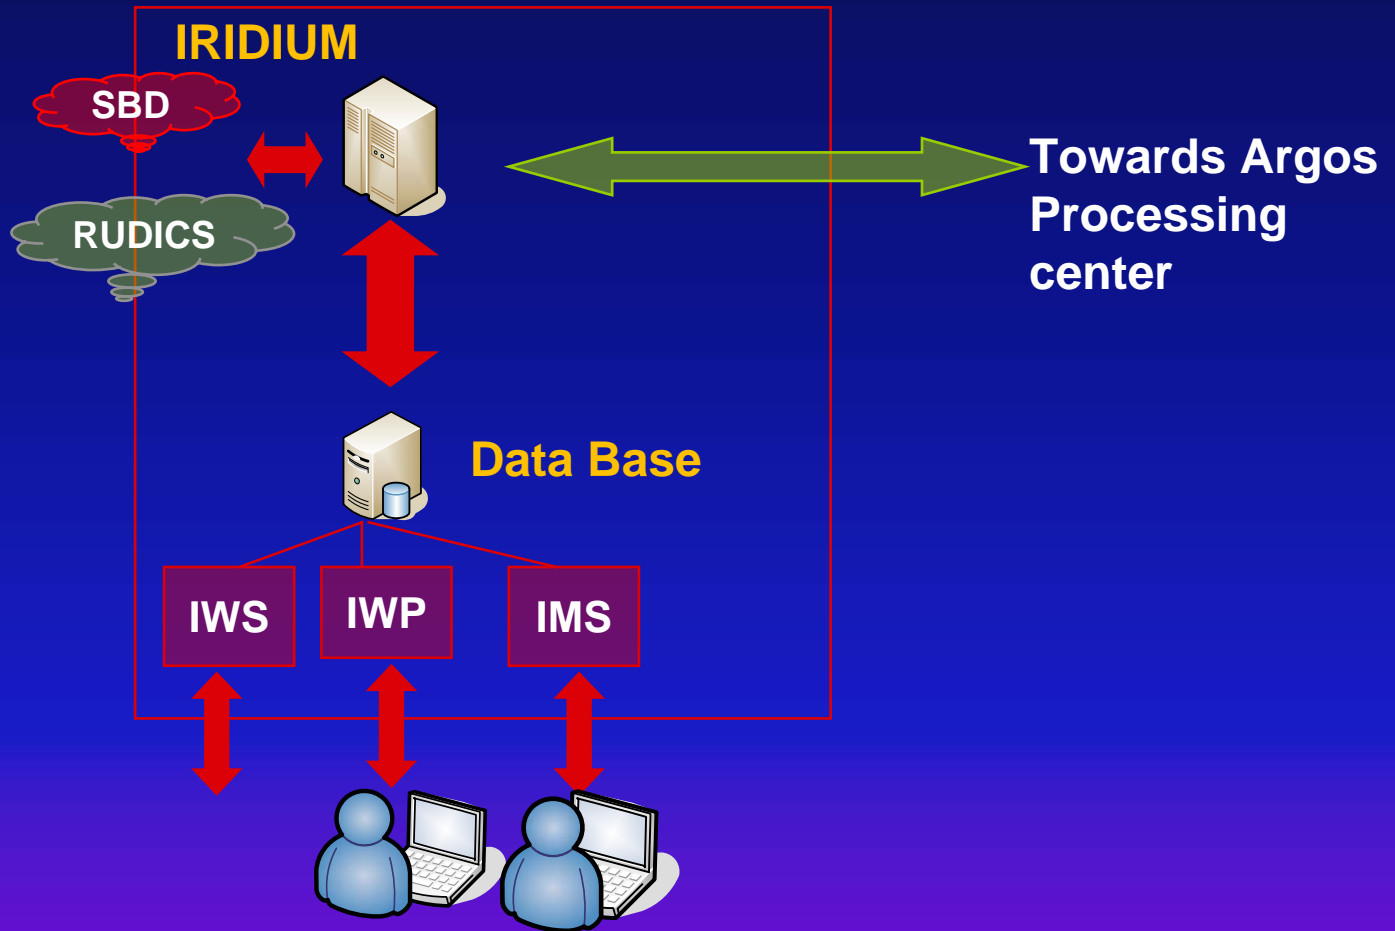 IRIDIUM
SBD
RUDICS
Towards Argos
Processing
center
Data Base
IWS
IWP
IMS